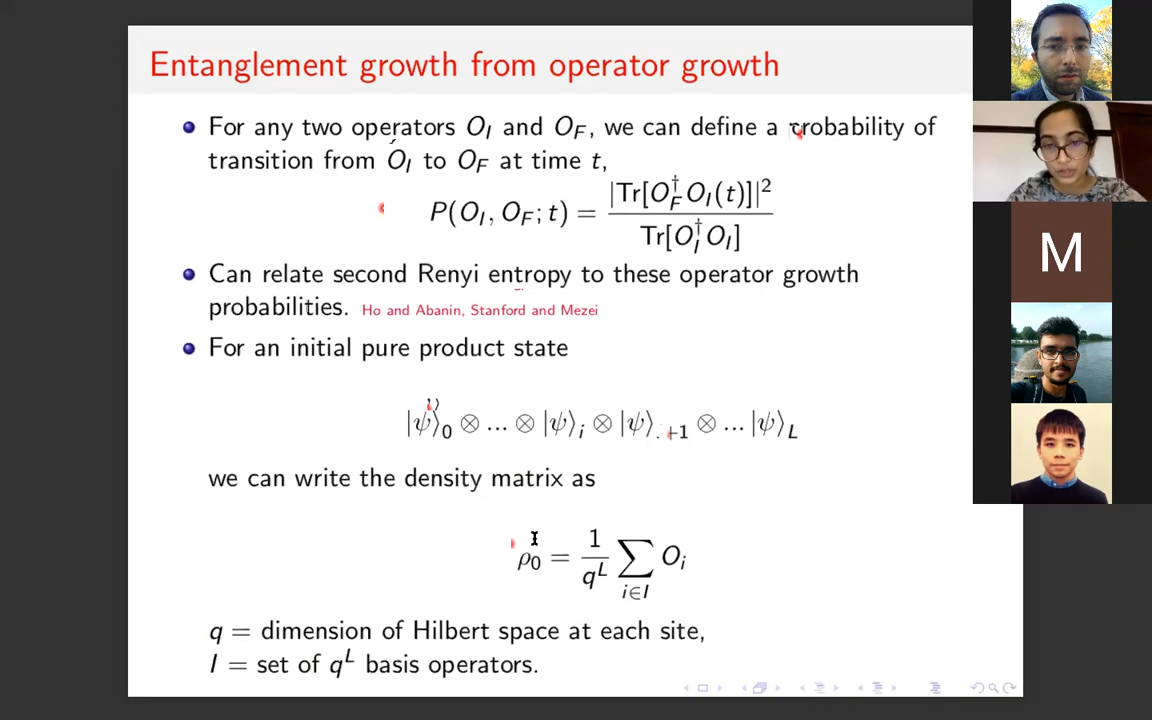 Entanglement growth from operator growth
For any two operators O_I and O_F, we can define a probability of
transition from O_I to O_F at time t,
P(O_I, O_F; t) = |Tr[O_F^† O_I(t)]|^2 / Tr[O_I^† O_I]
Can relate second Renyi entropy to these operator growth
probabilities. Ho and Abanin, Stanford and Mezei
For an initial pure product state
|ψ⟩_0 ⊗ ... ⊗ |ψ⟩_i ⊗ |ψ⟩_{+1} ⊗ ... |ψ⟩_L
we can write the density matrix as
ρ_0 = 1/q^L ∑_{i∈I} O_i
q = dimension of Hilbert space at each site,
I = set of q^L basis operators.
M